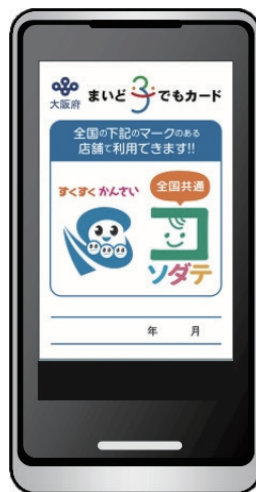 大阪府
まいど子でもカード
全国の下記のマークのある
店舗で利用できます!!
すくすくかんさい
全国共通
コソダテ
年 月